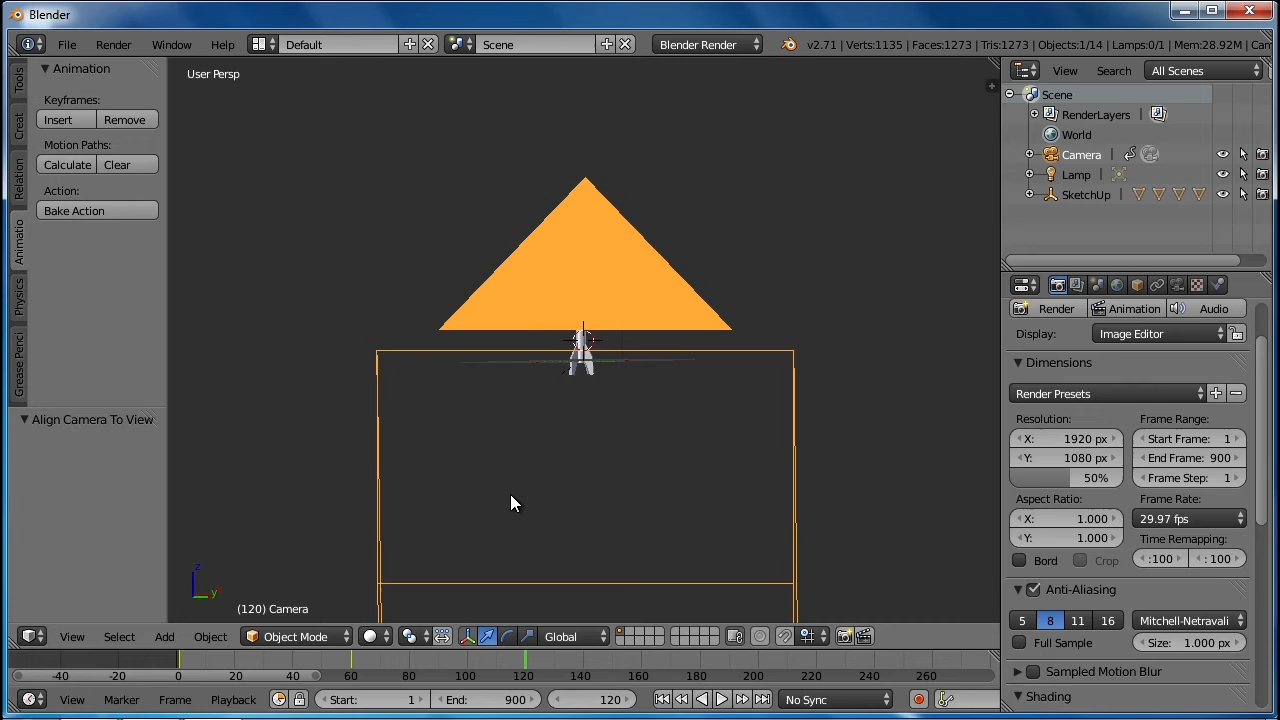 Blender
File Render Window Help Default Scene Blender Render v2.71 | Verts:1135 | Faces:1273 | Tris:1273 | Objects:1/14 | Lamps:0/1 | Mem:28.92M | Cam
Animation
Keyframes:
Insert Remove
Motion Paths:
Calculate Clear
Action:
Bake Action
Tools
Creat
Relation
Animatio
Physics
Grease Penci
Align Camera To View
User Persp
z
y
(120) Camera
View Search All Scenes
Scene
RenderLayers |
World
Camera |
Lamp |
SketchUp |
Render Animation Audio
Display: Image Editor
Dimensions
Render Presets
Resolution: Frame Range:
X: 1920 px Start Frame: 1
Y: 1080 px End Frame: 900
50% Frame Step: 1
Aspect Ratio: Frame Rate:
X: 1.000 29.97 fps
Y: 1.000 Time Remapping:
Bord Crop :100 : 100
Anti-Aliasing
5 8 11 16 Mitchell-Netravali
Full Sample Size: 1.000 px
Sampled Motion Blur
Shading
View Select Add Object Object Mode Global
-40 -20 0 20 40 60 80 100 120 140 160 180 200 220 240 260
View Marker Frame Playback Start: 1 End: 900 120 No Sync